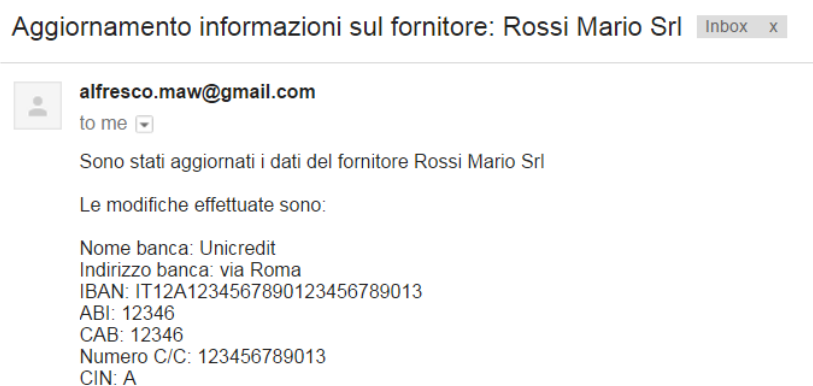 Aggiornamento informazioni sul fornitore: Rossi Mario Srl Inbox x
alfresco.maw@gmail.com
to me
Sono stati aggiornati i dati del fornitore Rossi Mario Srl
Le modifiche effettuate sono:
Nome banca: Unicredit
Indirizzo banca: via Roma
IBAN: IT12A1234567890123456789013
ABI: 12346
CAB: 12346
Numero C/C: 123456789013
CIN: A